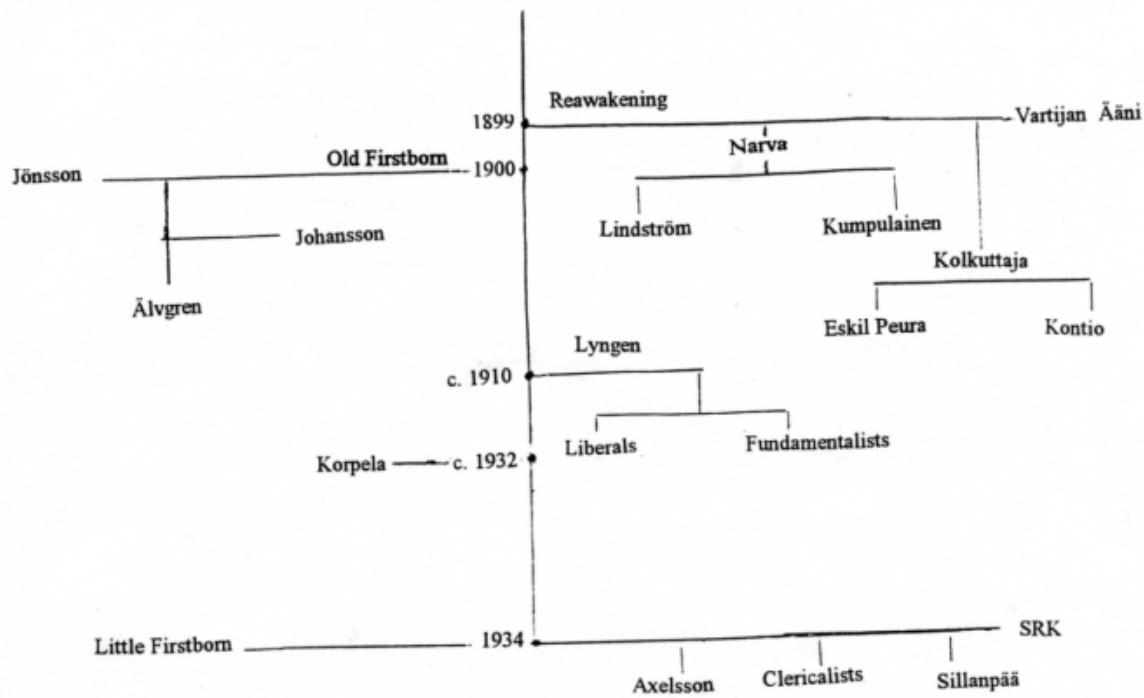 Reawakening
1899
Vartijan Ääni
Narva
Old Firstborn
1900
Jönsson
Lindström
Kumpulainen
Johansson
Kolkuttaja
Älvgren
Eskil Peura
Kontio
Lyngen
c. 1910
Liberals
Fundamentalists
Korpela
c. 1932
Little Firstborn
1934
SRK
Axelsson
Clericalists
Sillanpää